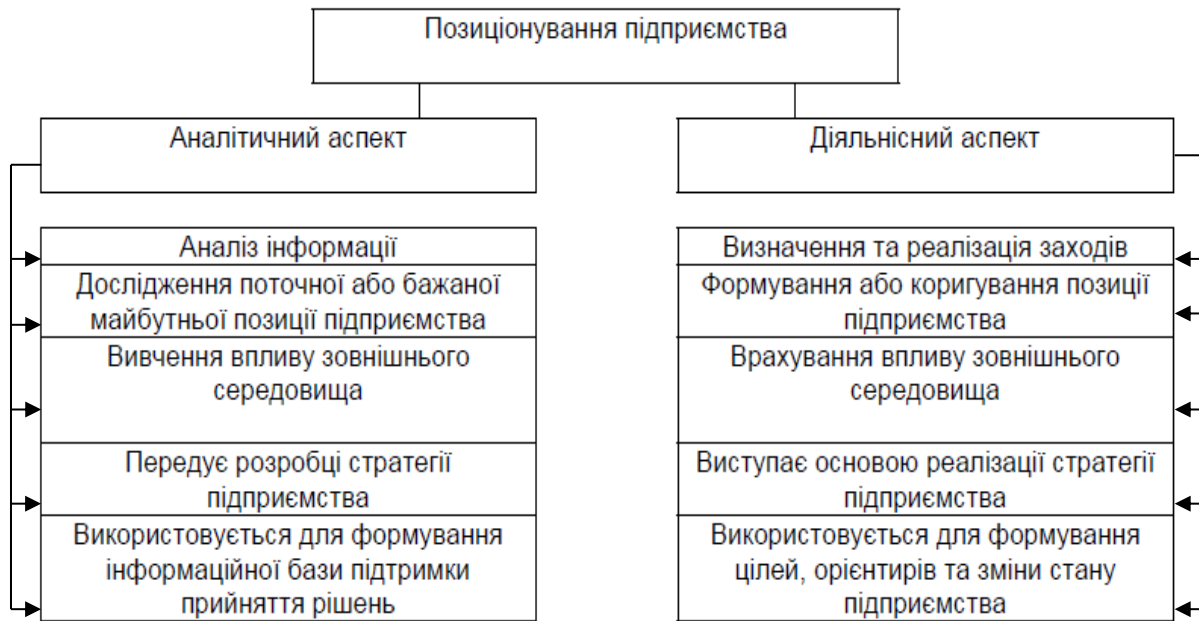 Позиціонування підприємства
Аналітичний аспект
Діяльнісний аспект
Аналіз інформації
Дослідження поточної або бажаної
майбутньої позиції підприємства
Вивчення впливу зовнішнього
середовища
Передує розробці стратегії
підприємства
Використовується для формування
інформаційної бази підтримки
прийняття рішень
Визначення та реалізація заходів
Формування або коригування позиції
підприємства
Врахування впливу зовнішнього
середовища
Виступає основою реалізації стратегії
підприємства
Використовується для формування
цілей, орієнтирів та зміни стану
підприємства